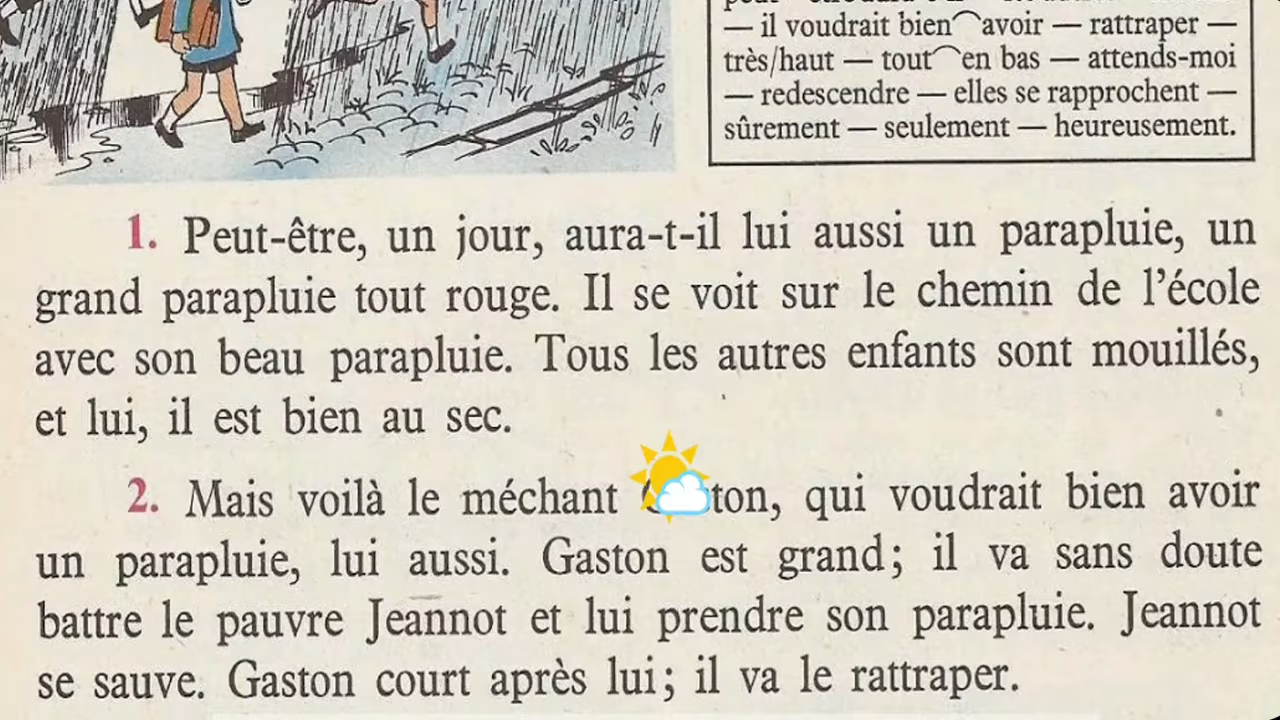 — il voudrait bien avoir — rattraper —
très/haut — tout en bas — attends-moi
— redescendre — elles se rapprochent —
sûrement — seulement — heureusement.
1. Peut-être, un jour, aura-t-il lui aussi un parapluie, un
grand parapluie tout rouge. Il se voit sur le chemin de l'école
avec son beau parapluie. Tous les autres enfants sont mouillés,
et lui, il est bien au sec.
2. Mais voilà le méchant ton, qui voudrait bien avoir
un parapluie, lui aussi. Gaston est grand; il va sans doute
battre le pauvre Jeannot et lui prendre son parapluie. Jeannot
se sauve. Gaston court après lui; il va le rattraper.